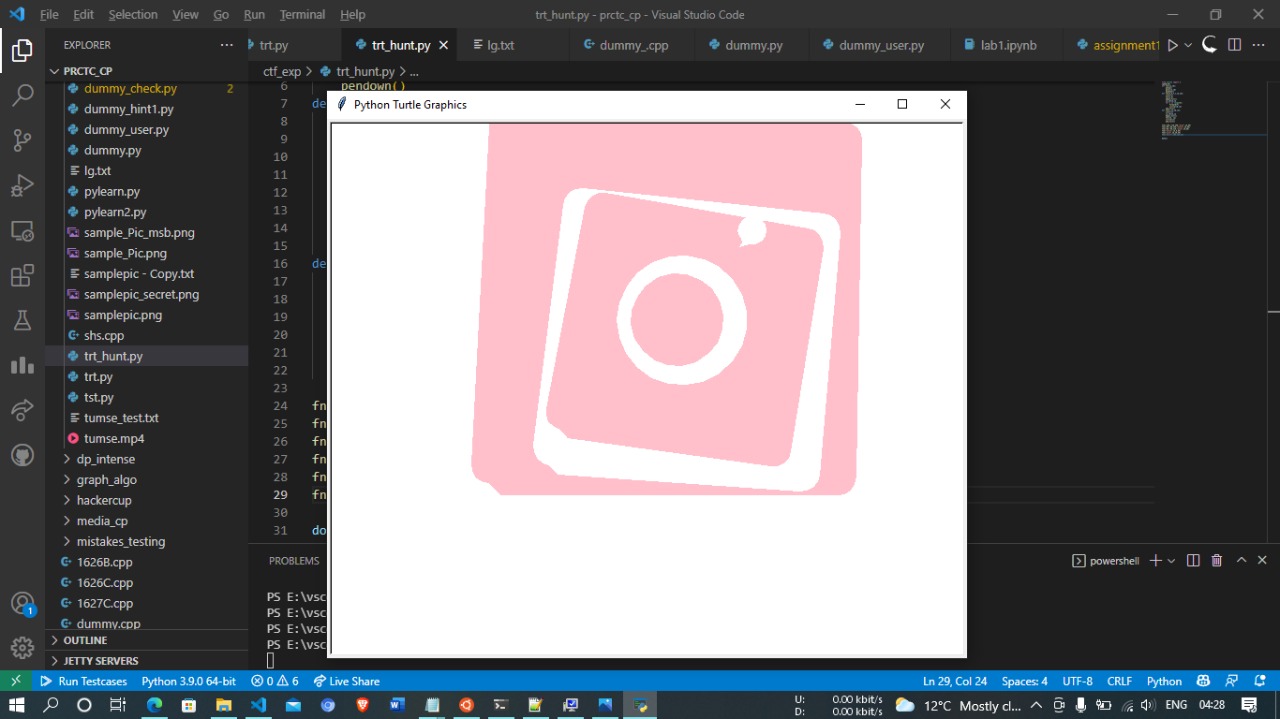 File Edit Selection View Go Run Terminal Help
trt_hunt.py - prctc_cp - Visual Studio Code
EXPLORER
trt.py
trt_hunt.py
lg.txt
dummy_.cpp
dummy.py
dummy_user.py
lab1.ipynb
assignment1
PRCTC_CP
ctf_exp > trt_hunt.py > ...
dummy_check.py 2
dummy_hint1.py
dummy_user.py
dummy.py
lg.txt
pylearn.py
pylearn2.py
sample_Pic_msb.png
sample_Pic.png
samplepic - Copy.txt
samplepic_secret.png
samplepic.png
shs.cpp
trt_hunt.py
trt.py
tst.py
tumse_test.txt
tumse.mp4
dp_intense
graph_algo
hackercup
media_cp
mistakes_testing
1626B.cpp
1626C.cpp
1627C.cpp
dummy.cpp
OUTLINE
JETTY SERVERS
6 pendown()
7 de
8
9
10
11
12
13
14
15
16 de
17
18
19
20
21
22
23
24 fn
25 fn
26 fn
27 fn
28 fn
29 fn
30
31 do
Python Turtle Graphics
PROBLEMS
powershell
PS E:\vsc
PS E:\vsc
PS E:\vsc
PS E:\vsc
1
Run Testcases Python 3.9.0 64-bit 0 6 Live Share
Ln 29, Col 24 Spaces: 4 UTF-8 CRLF Python
U: 0.00 kbit/s
D: 0.00 kbit/s
12°C Mostly cl...
ENG 04:28